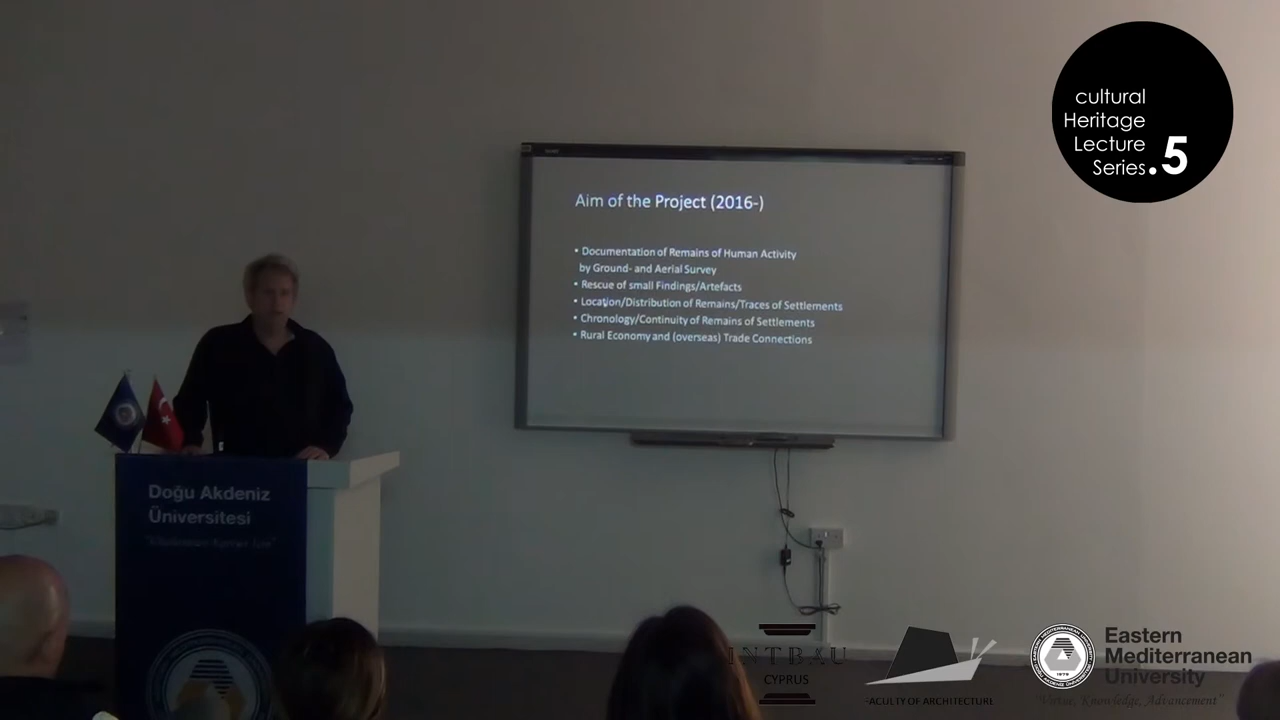 cultural
Heritage
Lecture
Series.5
Aim of the Project (2016-)
• Documentation of Remains of Human Activity
by Ground- and Aerial Survey
• Rescue of small Findings/Artefacts
• Location/Distribution of Remains/Traces of Settlements
• Chronology/Continuity of Remains of Settlements
• Rural Economy and (overseas) Trade Connections
Doğu Akdeniz
Üniversitesi
INTBAU
CYPRUS
FACULTY OF ARCHITECTURE
1979
Eastern
Mediterranean
University
"Virtue, Knowledge, Advancement"